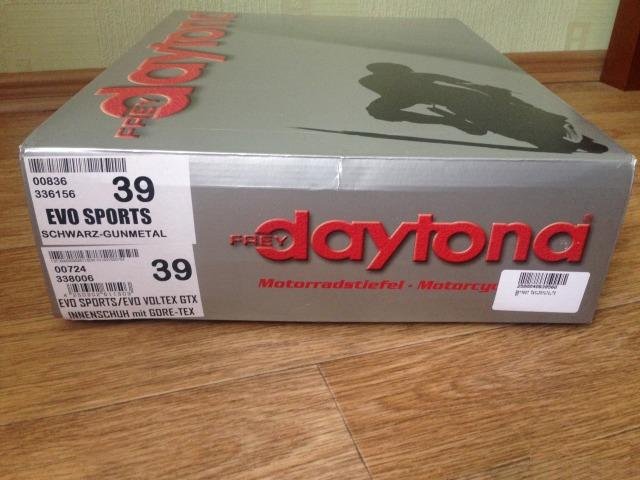 FREY daytona
00836
336156
39
EVO SPORTS
SCHWARZ-GUNMETAL
00724
338006
39
EVO SPORTS/EVO VOLTEX GTX
INNENSCHUH mit GORE-TEX
FREY daytona
Motorradstiefel - Motorcyc